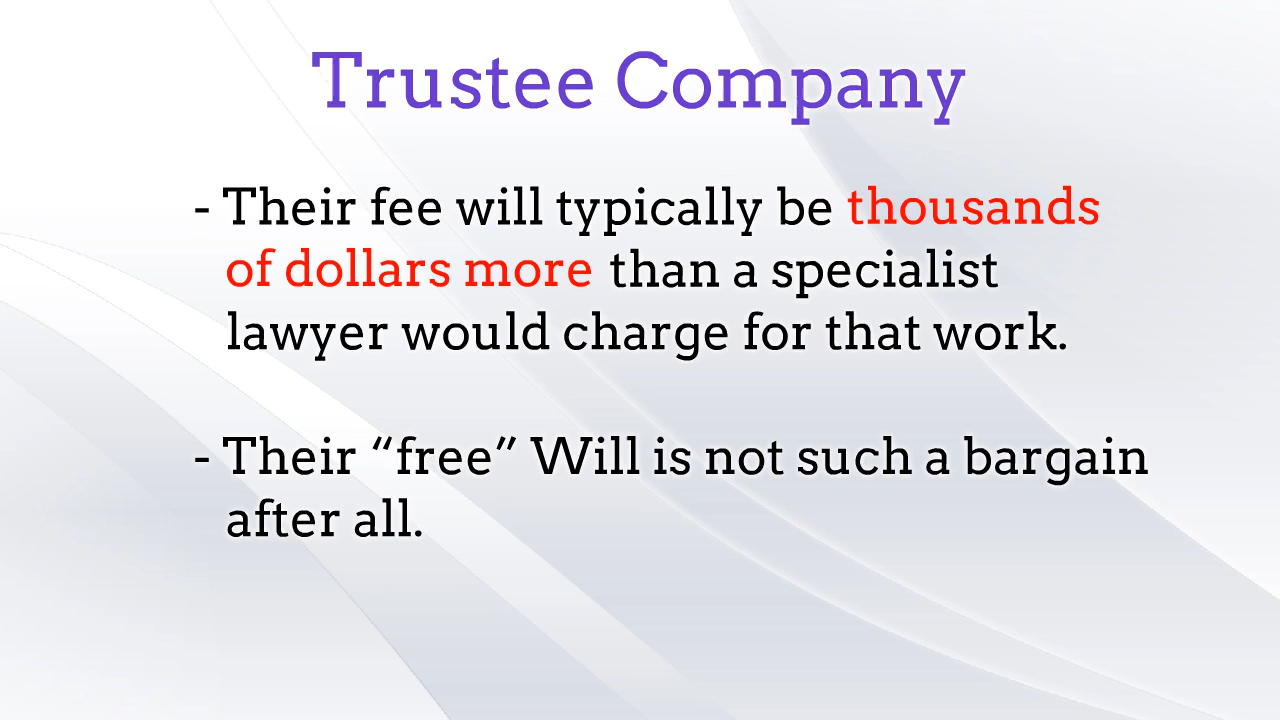 Trustee Company
- Their fee will typically be thousands
of dollars more than a specialist
lawyer would charge for that work.
- Their “free” Will is not such a bargain
after all.